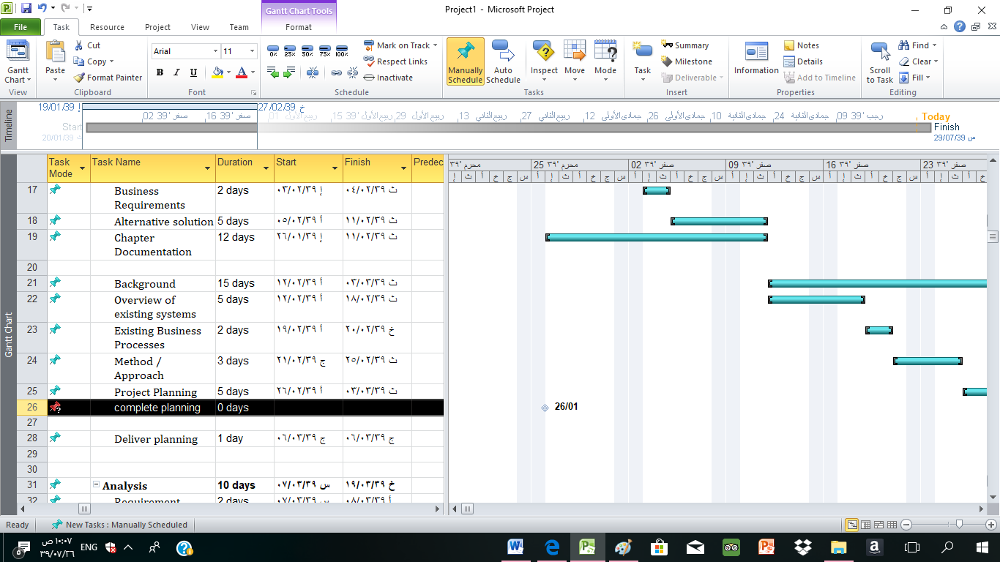 Project1 - Microsoft Project
Gantt Chart Tools
File Task Resource Project View Team Format
Gantt Chart
View
Paste
Cut
Copy
Format Painter
Clipboard
Arial 11
B I U A
Font
0% 25% 50% 75% 100%
Mark on Track
Respect Links
Inactivate
Schedule
Manually Schedule
Auto Schedule
Inspect
Move
Mode
Tasks
Task
Summary
Milestone
Deliverable
Insert
Information
Notes
Details
Add to Timeline
Properties
Scroll to Task
Find
Clear
Fill
Editing
Timeline
إ 19/01/39
خ 27/02/39
صفر '39 02
صفر '39 16
ربيع الأول 01
ربيع الأول '39 15
ربيع الأول 29
ربيع الثاني 13
ربيع الثاني 27
جمادى الأولى 12
جمادى الأولى 26
جمادى الثانية 10
جمادى الثانية 24
رجب '39 09
Today
Start
ث 20/01/39
Finish
س 29/07/39
Gantt Chart
Task Mode Task Name Duration Start Finish Predec
محرم '٣٩
25 محرم '٣٩
02 صفر '٣٩
09 صفر '٣٩
16 صفر '٣٩
23 صفر '٣٩
إ ث أ خ ج س أ إ ث أ خ ج س أ إ ث أ خ ج س أ إ ث أ خ ج س أ إ ث أ خ ج س أ إ ث أ خ
17 Business Requirements 2 days إ ٠٣/٠٢/٣٩ ث ٠٤/٠٢/٣٩
18 Alternative solution 5 days أ ٠٥/٠٢/٣٩ ث ١١/٠٢/٣٩
19 Chapter Documentation 12 days إ ٢٦/٠١/٣٩ ث ١١/٠٢/٣٩
20
21 Background 15 days أ ١٢/٠٢/٣٩ ث ٠٣/٠٣/٣٩
22 Overview of existing systems 5 days أ ١٢/٠٢/٣٩ ث ١٨/٠٢/٣٩
23 Existing Business Processes 2 days أ ١٩/٠٢/٣٩ خ ٢٠/٠٢/٣٩
24 Method / Approach 3 days ج ٢١/٠٢/٣٩ ث ٢٥/٠٢/٣٩
25 Project Planning 5 days أ ٢٦/٠٢/٣٩ ث ٠٣/٠٣/٣٩
26 complete planning 0 days
26/01
27
28 Deliver planning 1 day ج ٠٦/٠٣/٣٩ ج ٠٦/٠٣/٣٩
29
30
31 Analysis 10 days س ٠٧/٠٣/٣٩ خ ١٩/٠٣/٣٩
32 Requirement 2 days س ٠٧/٠٣/٣٩ أ ٠٨/٠٣/٣٩
Ready New Tasks : Manually Scheduled
١٠:٠٧ ص
٣٩/٠٧/٢٦
ENG